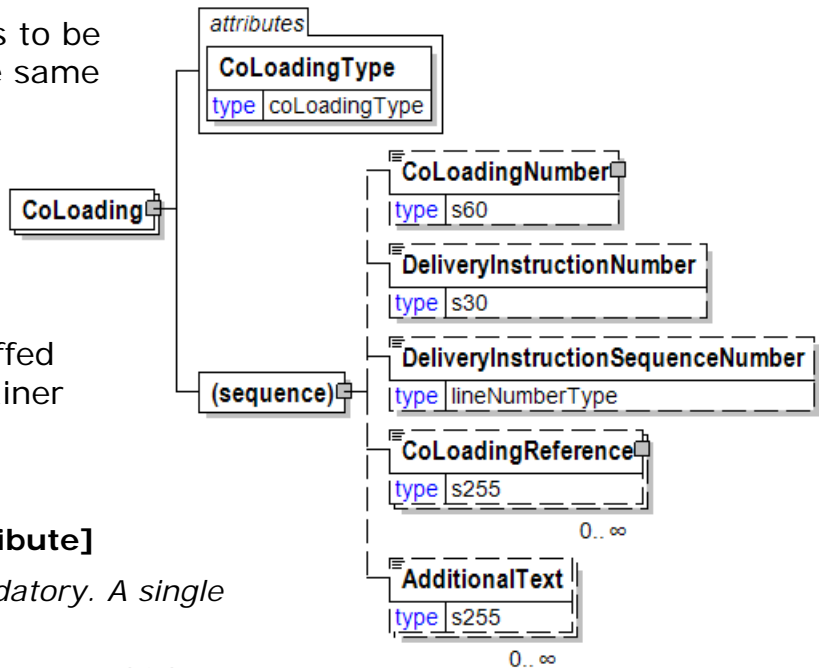 s to be
same
attributes
CoLoadingType
type coLoadingType
CoLoading
CoLoadingNumber
type s60
DeliveryInstructionNumber
type s30
ffed
iner
DeliveryInstructionSequenceNumber
type lineNumberType
(sequence)
CoLoadingReference
type s255
0.. ∞
ibute]
datory. A single
AdditionalText
type s255
0.. ∞